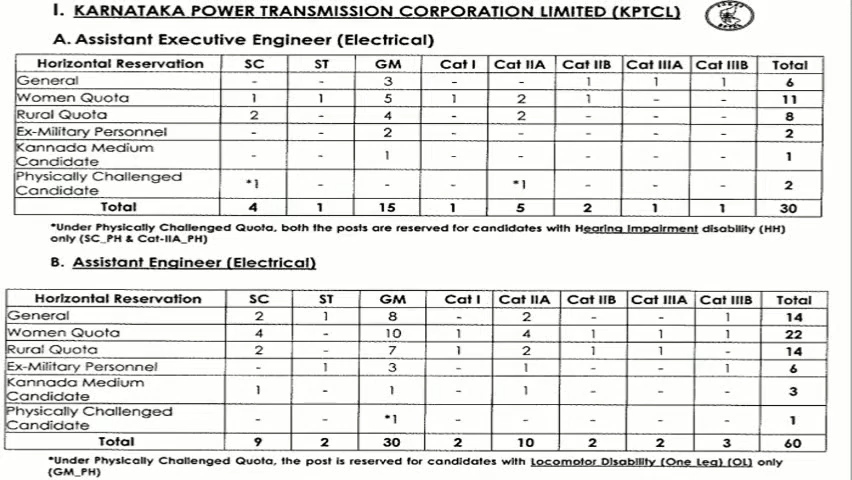 I. KARNATAKA POWER TRANSMISSION CORPORATION LIMITED (KPTCL)
A. Assistant Executive Engineer (Electrical)
Horizontal Reservation SC ST GM Cat I Cat IIA Cat IIB Cat IIIA Cat IIIB Total
General - - 3 - - 1 1 1 6
Women Quota 1 1 5 1 2 1 - - 11
Rural Quota 2 - 4 - 2 - - - 8
Ex-Military Personnel - - 2 - - - - - 2
Kannada Medium
Candidate - - 1 - - - - - 1
Physically Challenged
Candidate *1 - - - *1 - - - 2
Total 4 1 15 1 5 2 1 1 30
*Under Physically Challenged Quota, both the posts are reserved for candidates with Hearing Impairment disability (HH)
only (SC_PH & Cat-IIA_PH)
B. Assistant Engineer (Electrical)
Horizontal Reservation SC ST GM Cat I Cat IIA Cat IIB Cat IIIA Cat IIIB Total
General 2 1 8 - 2 - - 1 14
Women Quota 4 - 10 1 4 1 1 1 22
Rural Quota 2 - 7 1 2 1 1 - 14
Ex-Military Personnel - 1 3 - 1 - - 1 6
Kannada Medium
Candidate 1 - 1 - 1 - - - 3
Physically Challenged
Candidate - - *1 - - - - - 1
Total 9 2 30 2 10 2 2 3 60
*Under Physically Challenged Quota, the post is reserved for candidates with Locomotor Disability (One Leg) (OL) only
(GM_PH)